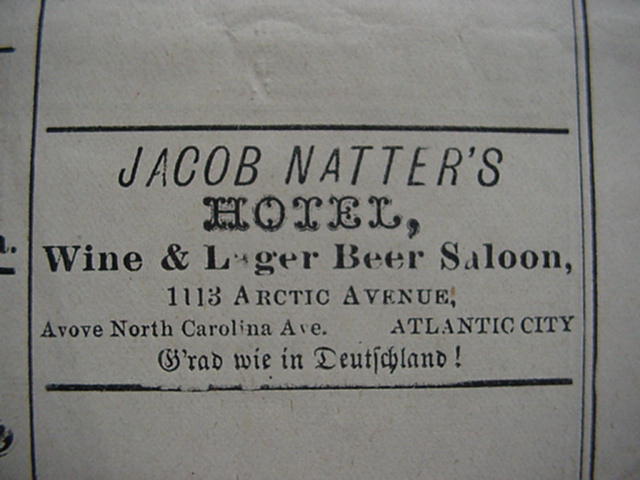 JACOB NATTER'S
HOTEL,
Wine & Lager Beer Saloon,
1113 ARCTIC AVENUE,
Avove North Carolina Ave. ATLANTIC CITY
G'rad wie in Deutſchland!